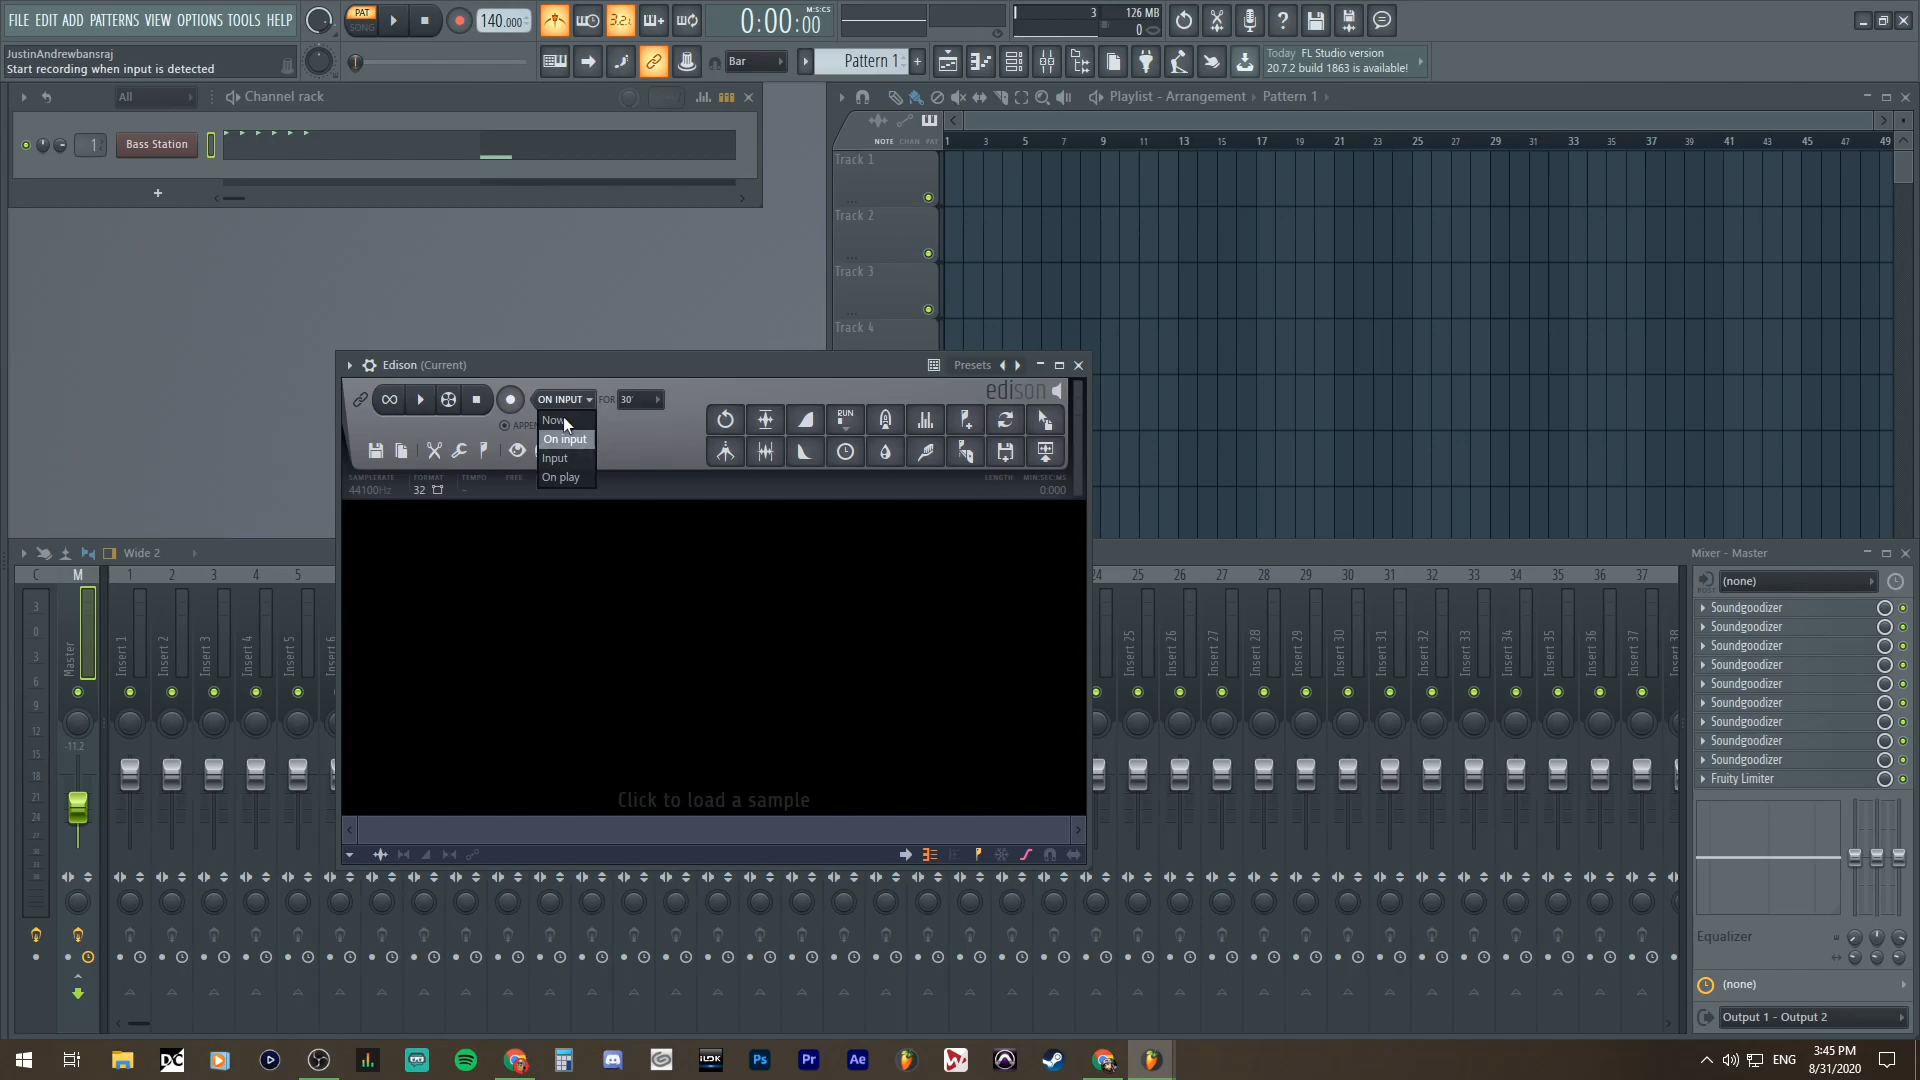 FILE EDIT ADD PATTERNS VIEW OPTIONS TOOLS HELP
PAT
SONG
140.000
3.2.
0:00:00
M:S:CS
3
126 MB
0
JustinAndrewbansraj
Start recording when input is detected
Bar
Pattern 1
+
Today FL Studio version
20.7.2 build 1863 is available!
All
Channel rack
1
Bass Station
+
Playlist - Arrangement
Pattern 1
NOTE CHAN PAT
1 3 5 7 9 11 13 15 17 19 21 23 25 27 29 31 33 35 37 39 41 43 45 47 49
Track 1
Track 2
Track 3
Track 4
Edison (Current)
Presets
ON INPUT
FOR
30'
edison
Now
On input
Input
On play
RUN
SAMPLERATE
44100Hz
FORMAT
32
TEMPO
-
FREE
LENGTH
MIN:SEC:MS
0:000
Click to load a sample
Wide 2
C M 1 2 3 4 5
24 25 26 27 28 29 30 31 32 33 34 35 36 37
3
0
3
6
9
12
15
18
21
24
Master
-11.2
Insert 1
Insert 2
Insert 3
Insert 4
Insert 5
Insert 25
Insert 26
Insert 27
Insert 28
Insert 29
Insert 30
Insert 31
Insert 32
Insert 33
Insert 34
Insert 35
Insert 36
Insert 37
Mixer - Master
POST
(none)
Soundgoodizer
Soundgoodizer
Soundgoodizer
Soundgoodizer
Soundgoodizer
Soundgoodizer
Soundgoodizer
Soundgoodizer
Soundgoodizer
Fruity Limiter
Equalizer
(none)
Output 1 - Output 2
DC
iLOK
Ps
Pr
Ae
ENG
3:45 PM
8/31/2020